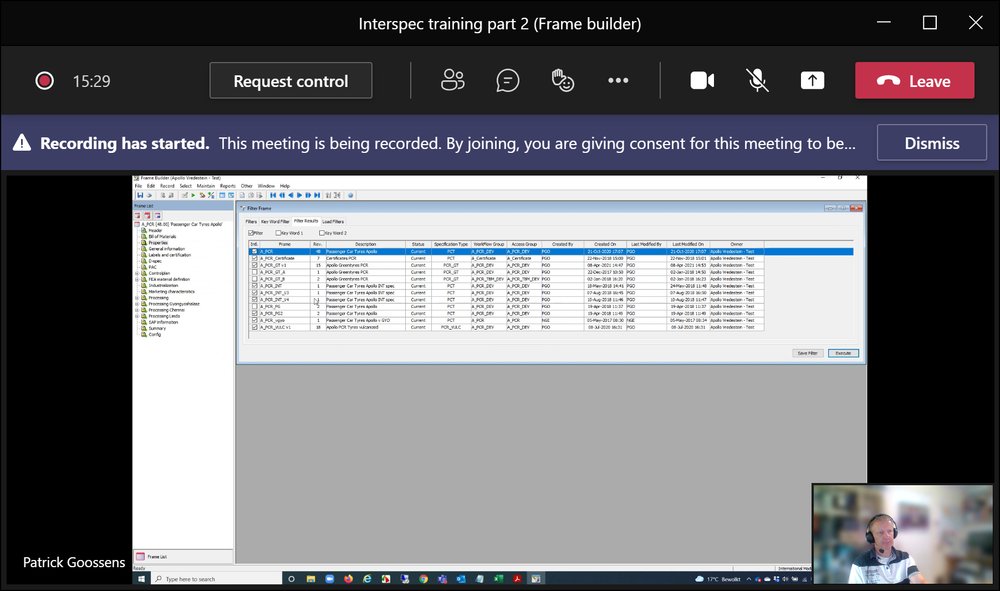 Interspec training part 2 (Frame builder)
15:29
Request control
Leave
Recording has started. This meeting is being recorded. By joining, you are giving consent for this meeting to be...
Dismiss
Frame Builder (Apollo Vredestein - Test)
File Edit Record Select Maintain Reports Other Window Help
Frame List
A_PCR [48.00] 'Passenger Car Tyres Apollo'
Header
Bill of Materials
Properties
General information
Labels and certification
D-spec
PAC
Controlplan
FEA material definition
Industrialization
Marketing characteristics
Processing
Processing Gyongyoshalasz
Processing Chennai
Processing Limda
SAP information
Summary
Config
Filter Frame
Filters Key Word Filter Filter Results Load Filters
Filter Key Word 1 Key Word 2
Intl. Frame Rev. Description Status Specification Type WorkFlow Group Access Group Created By Created On Last Modified By Last Modified On Owner
A_PCR 48 Passenger Car Tyres Apollo Current PCT A_PCR_DEV A_PCR_DEV PGO 21-Oct-2020 17:07 PGO 21-Oct-2020 17:07 Apollo Vredestein - Test
A_PCR_Certificate 7 Certificates PCR Current PCT A_Certificate A_Certificate PGO 22-Nov-2018 15:00 PGO 22-Nov-2018 15:01 Apollo Vredestein - Test
A_PCR_GT v1 15 Apollo Greentyres PCR Current PCR_GT A_PCR_DEV A_PCR_DEV PGO 08-Apr-2021 14:47 PGO 08-Apr-2021 14:53 Apollo Vredestein - Test
A_PCR_GT_A 1 Apollo Greentyres PCR Current PCR_GT A_PCR_DEV A_PCR_DEV PGO 22-Dec-2017 10:50 PGO 02-Jan-2018 14:50 Apollo Vredestein - Test
A_PCR_GT_B 2 Apollo Greentyres PCR Current PCR_GT A_PCR_TBM_DEV A_PCR_TBM_DEV PGO 02-Jan-2018 16:20 PGO 02-Jan-2018 16:23 Apollo Vredestein - Test
A_PCR_INT 1 Passenger Car Tyres Apollo INT spec Current PCT A_PCR_DEV A_PCR_DEV PGO 18-May-2018 14:41 PGO 24-May-2018 11:48 Apollo Vredestein - Test
A_PCR_INT_V3 1 Passenger Car Tyres Apollo INT spec Current PCT A_PCR_DEV A_PCR_DEV PGO 07-Aug-2018 16:45 PGO 07-Aug-2018 16:50 Apollo Vredestein - Test
A_PCR_INT_V4 1 Passenger Car Tyres Apollo INT spec Current PCT A_PCR_DEV A_PCR_DEV PGO 10-Aug-2018 11:46 PGO 10-Aug-2018 11:47 Apollo Vredestein - Test
A_PCR_PG 2 Passenger Car Tyres Apollo Current PCT A_PCR_DEV A_PCR_DEV PGO 19-Apr-2018 11:37 PGO 19-Apr-2018 11:37 Apollo Vredestein - Test
A_PCR_PG2 2 Passenger Car Tyres Apollo Current PCT A_PCR_DEV A_PCR_DEV PGO 19-Apr-2018 11:49 PGO 19-Apr-2018 11:49 Apollo Vredestein - Test
A_PCR_vgyo 1 Passenger Car Tyres Apollo v GYO Current PCT A_PCR A_PCR NGE 05-May-2017 08:30 NGE 05-May-2017 08:34 Apollo Vredestein - Test
A_PCR_VULC v1 18 Apollo PCR Tyres vulcanized Current PCR_VULC A_PCR_DEV A_PCR_DEV PGO 08-Jul-2020 16:31 PGO 08-Jul-2020 16:31 Apollo Vredestein - Test
Save Filter Execute
Frame List
Patrick Goossens
Ready
International Mod
Type here to search
17°C Bewolkt